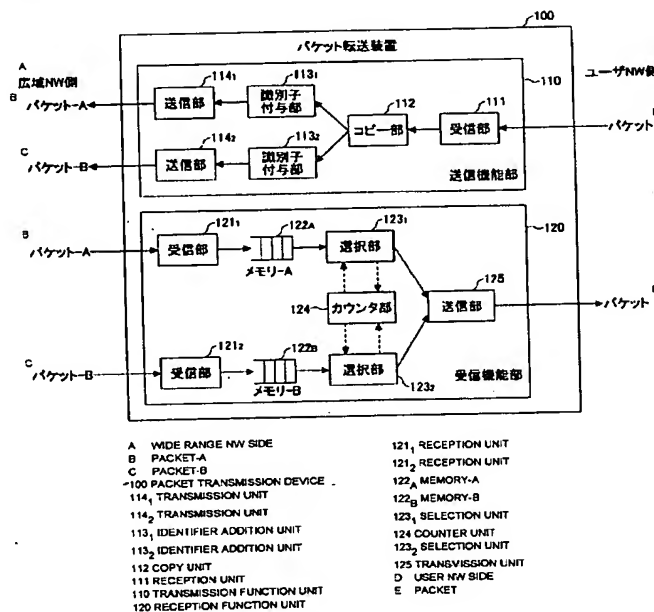 100
パケット転送装置
A
広域NW側
ユーザNW側
110
114₁
113₁
112
111
B
パケット-A
送信部
識別子
付与部
コピー部
受信部
パケット
114₂
113₂
C
パケット-B
送信部
識別子
付与部
送信機能部
120
121₁
122A
123₁
B
パケット-A
受信部
メモリーA
選択部
125
124
カウンタ部
送信部
パケット
121₂
122B
C
パケット-B
受信部
メモリーB
選択部
123₂
受信機能部
A WIDE RANGE NW SIDE
B PACKET-A
C PACKET-B
100 PACKET TRANSMISSION DEVICE
114₁ TRANSMISSION UNIT
114₂ TRANSMISSION UNIT
113₁ IDENTIFIER ADDITION UNIT
113₂ IDENTIFIER ADDITION UNIT
112 COPY UNIT
111 RECEPTION UNIT
110 TRANSMISSION FUNCTION UNIT
120 RECEPTION FUNCTION UNIT
121₁ RECEPTION UNIT
121₂ RECEPTION UNIT
122A MEMORY-A
122B MEMORY-B
123₁ SELECTION UNIT
124 COUNTER UNIT
123₂ SELECTION UNIT
125 TRANSMISSION UNIT
D USER NW SIDE
E PACKET